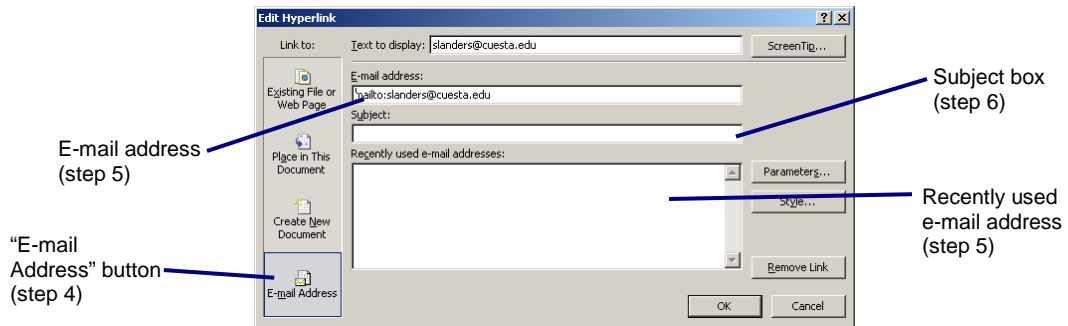 Edit Hyperlink
Link to:
Text to display: slanders@cuesta.edu
ScreenTip...
Existing File or
Web Page
E-mail address:
mailto:slanders@cuesta.edu
Subject:
Place in This
Document
Recently used e-mail addresses:
Parameters...
Style...
Create New
Document
E-mail Address
Remove Link
OK
Cancel
Subject box
(step 6)
E-mail address
(step 5)
Recently used
e-mail address
(step 5)
“E-mail
Address” button
(step 4)